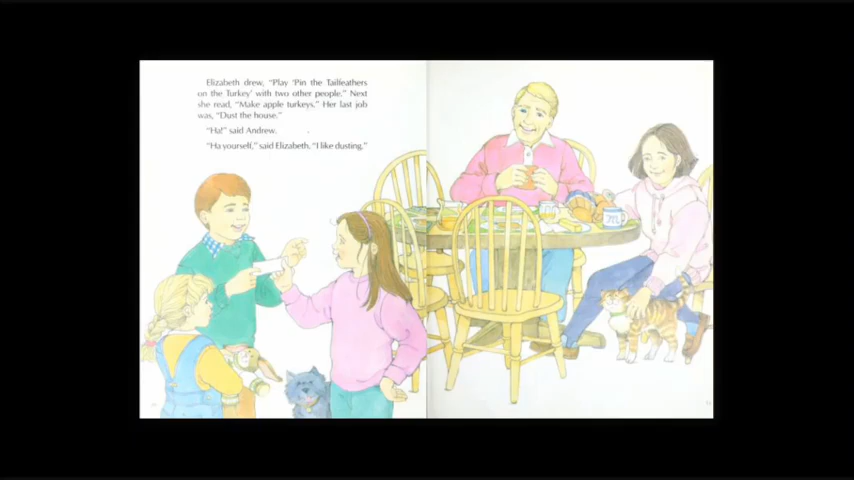 Elizabeth drew, "Play 'Pin the Tailfeathers
on the Turkey' with two other people." Next
she read, "Make apple turkeys." Her last job
was, "Dust the house."
"Ha!" said Andrew.
"Ha yourself," said Elizabeth, "I like dusting."
m